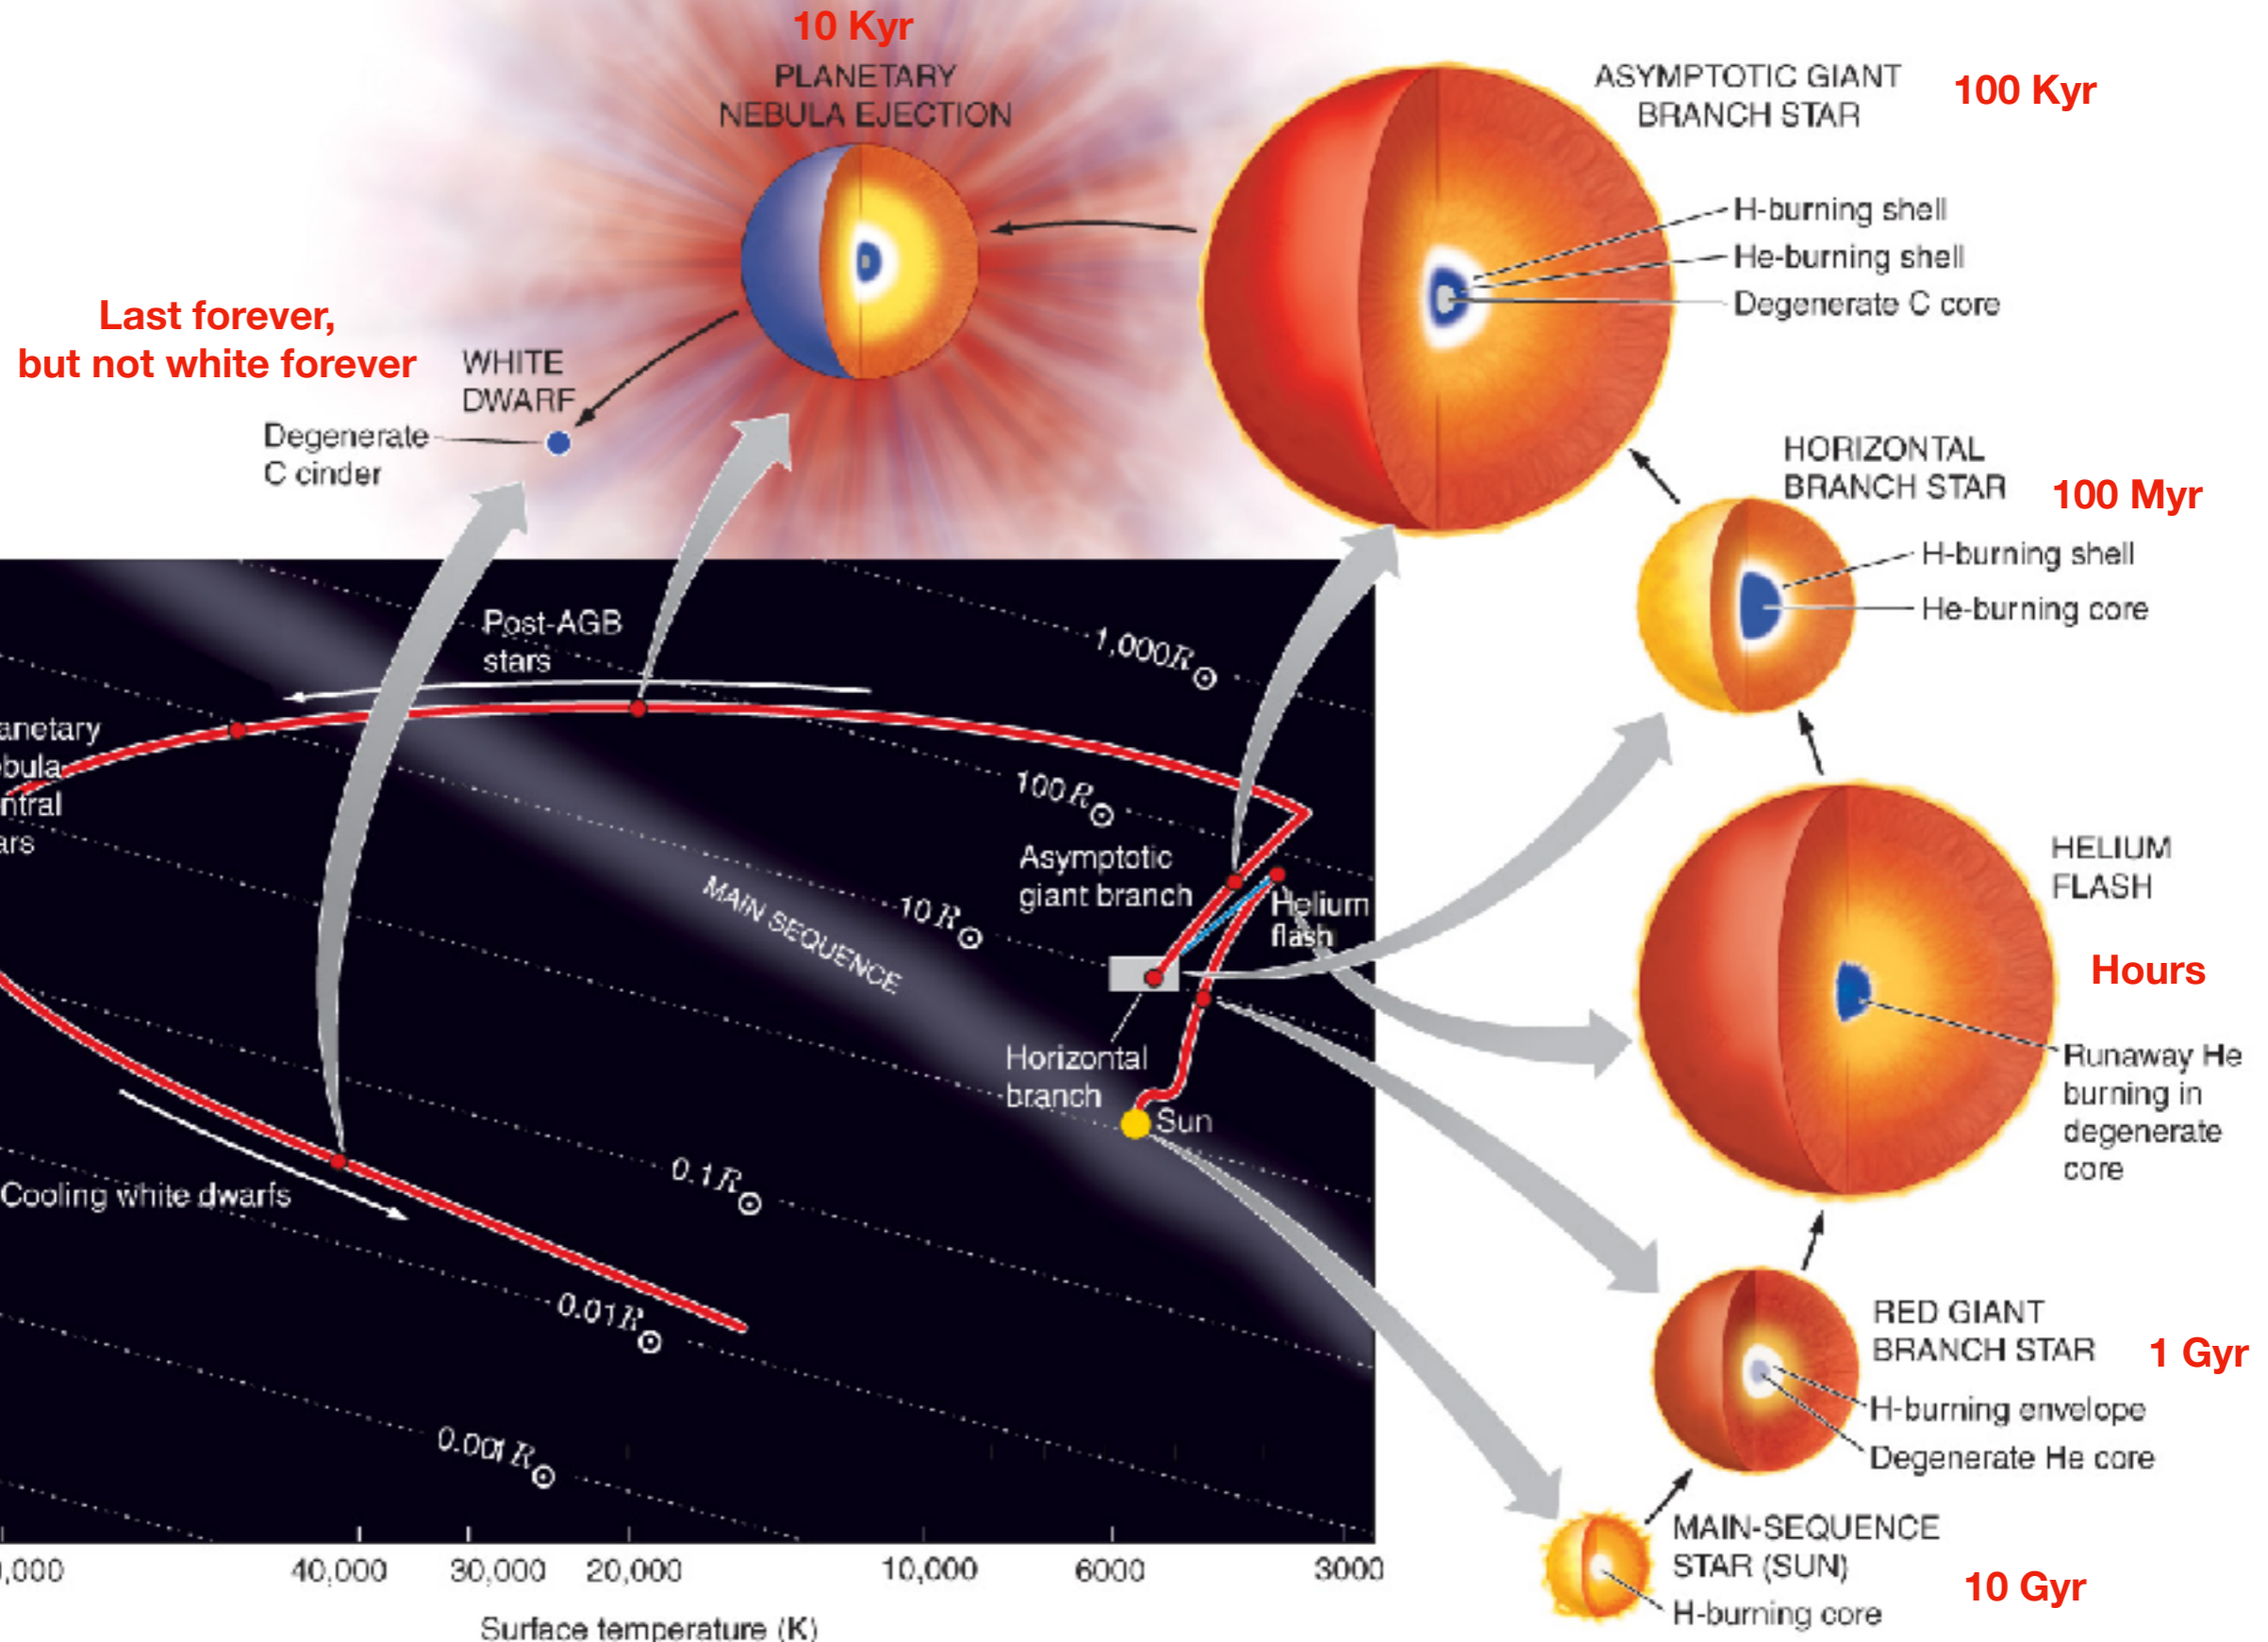 10 Kyr
PLANETARY
NEBULA EJECTION
ASYMPTOTIC GIANT
BRANCH STAR
100 Kyr
H-burning shell
He-burning shell
Degenerate C core
Last forever,
but not white forever
WHITE
DWARF
Degenerate
C cinder
HORIZONTAL
BRANCH STAR
100 Myr
H-burning shell
He-burning core
Post-AGB
stars
1,000R⊙
anetary
ebula
ntral
ars
100R⊙
Asymptotic
giant branch
Helium
flash
MAIN SEQUENCE
10R⊙
HELIUM
FLASH
Hours
Runaway He
burning in
degenerate
core
Horizontal
branch
Sun
0.1R⊙
Cooling white dwarfs
0.01R⊙
RED GIANT
BRANCH STAR
1 Gyr
H-burning envelope
Degenerate He core
0.001R⊙
MAIN-SEQUENCE
STAR (SUN)
10 Gyr
H-burning core
,000 40,000 30,000 20,000 10,000 6000 3000
Surface temperature (K)